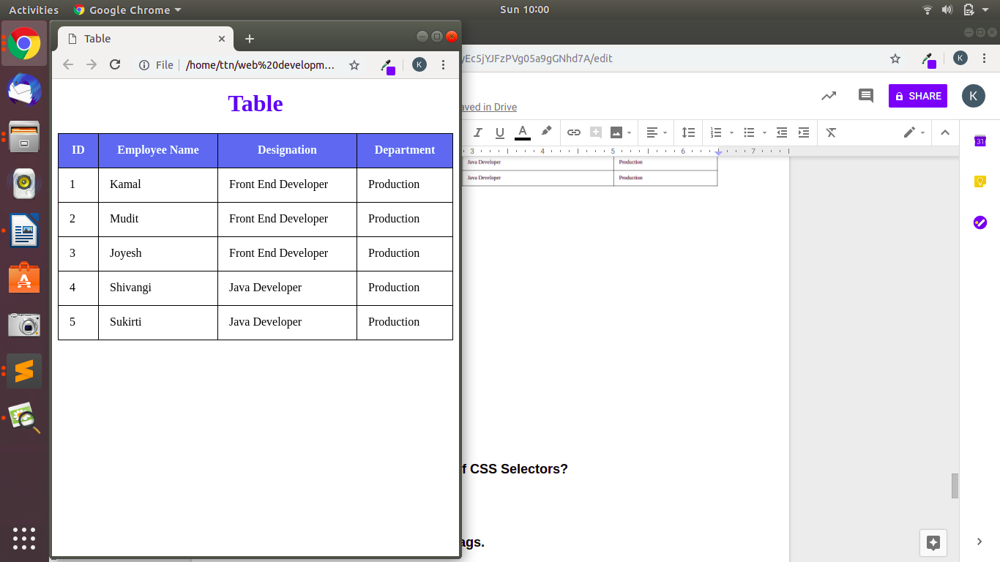 Activities Google Chrome Sun 10:00
Table
File /home/ttn/web%20developm... K
Table
ID Employee Name Designation Department
1 Kamal Front End Developer Production
2 Mudit Front End Developer Production
3 Joyesh Front End Developer Production
4 Shivangi Java Developer Production
5 Sukirti Java Developer Production
yEc5jYJFzPVg05a9gGNhd7A/edit K
aved in Drive
SHARE K
A
3 4 5 6 7
31
Java Developer Production
Java Developer Production
f CSS Selectors?
ags.